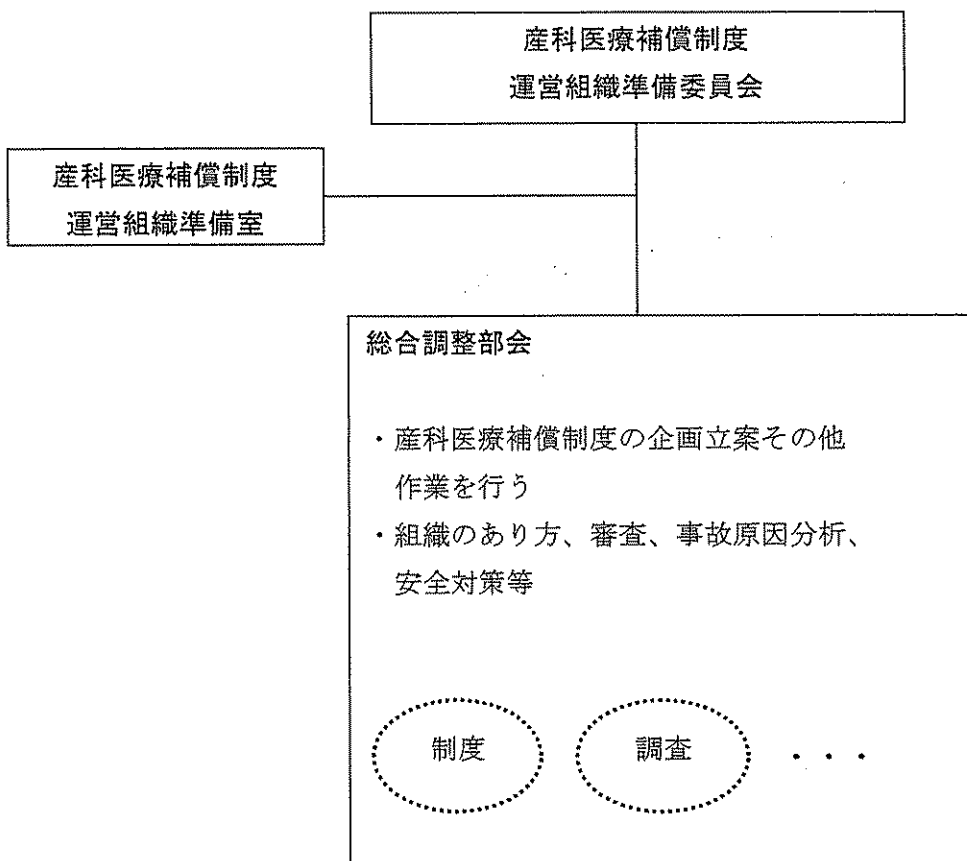 産科医療補償制度
運営組織準備委員会
産科医療補償制度
運営組織準備室
総合調整部会
・産科医療補償制度の企画立案その他
作業を行う
・組織のあり方、審査、事故原因分析、
安全対策等
制度
調査
・・・